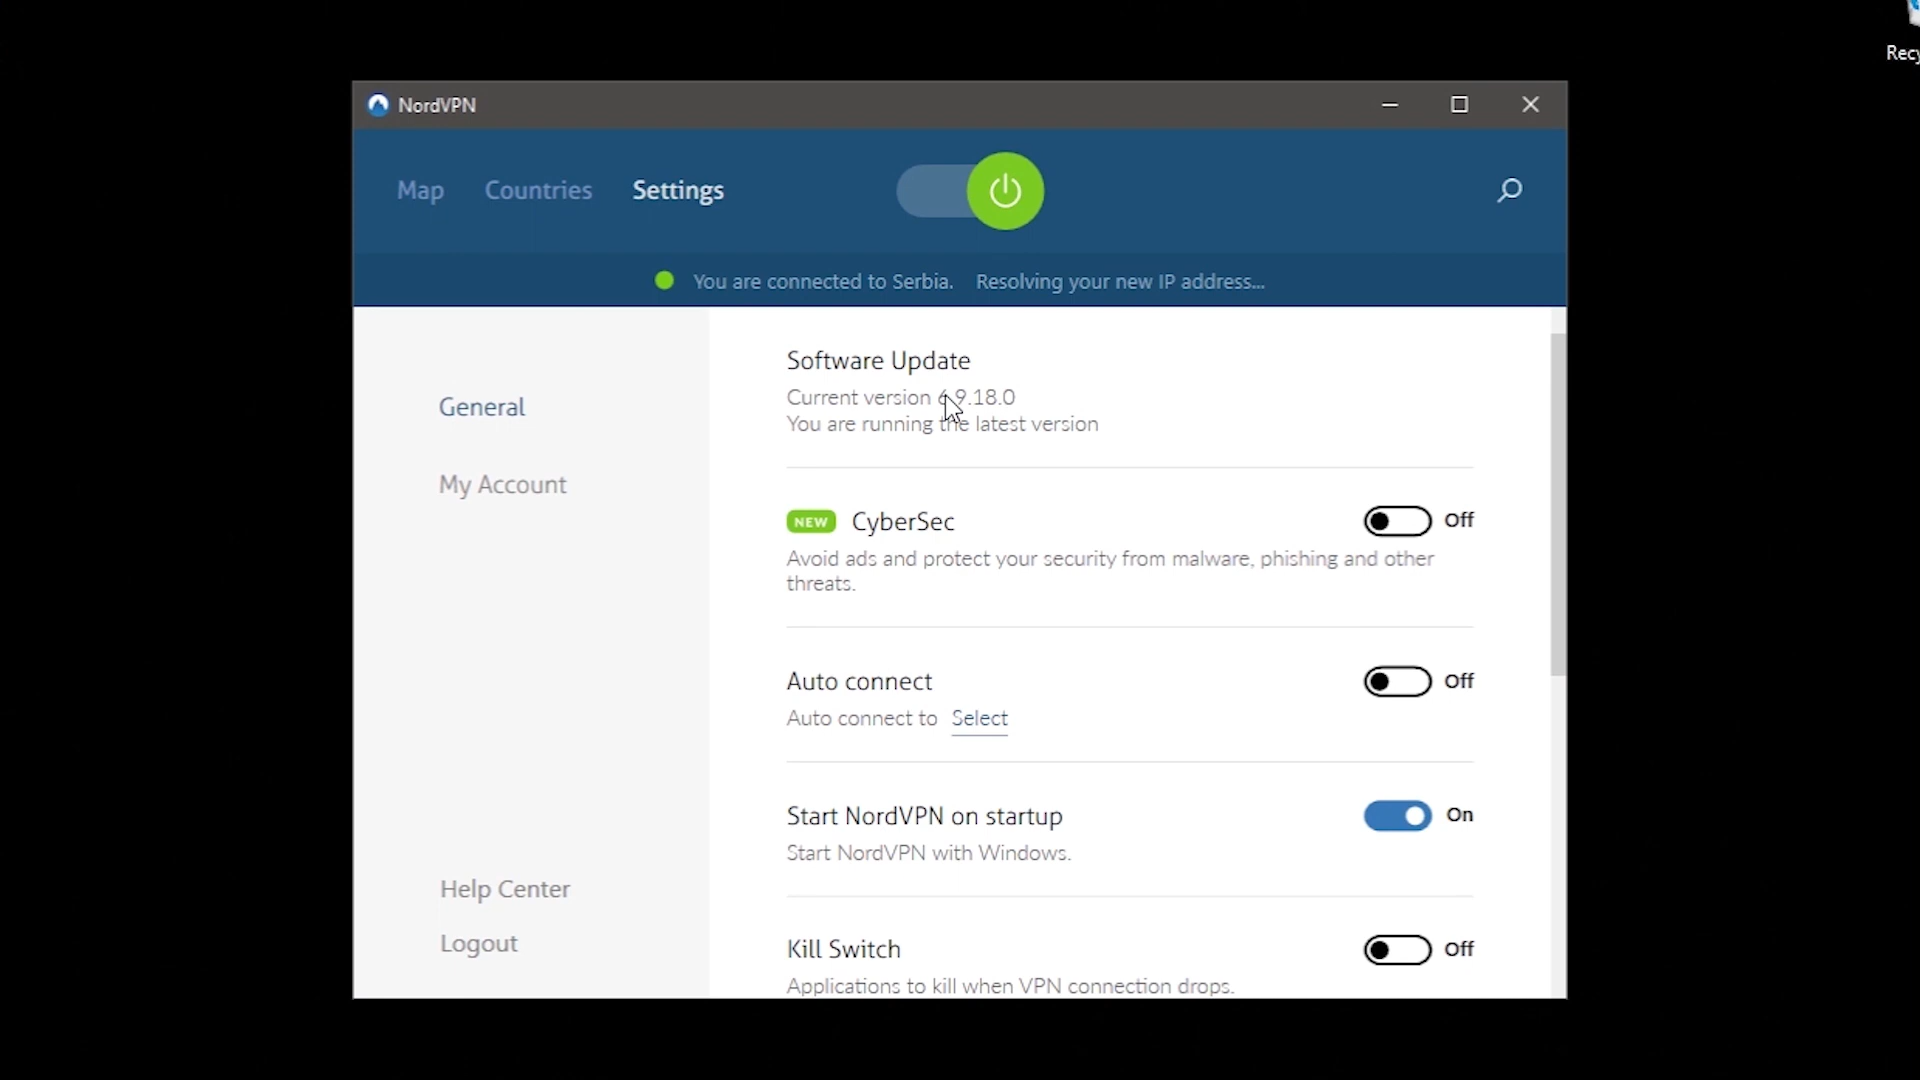 Recy
NordVPN
Map Countries Settings
You are connected to Serbia. Resolving your new IP address...
Software Update
Current version 6.9.18.0
You are running the latest version
General
My Account
NEW CyberSec Off
Avoid ads and protect your security from malware, phishing and other
threats.
Auto connect Off
Auto connect to Select
Start NordVPN on startup On
Start NordVPN with Windows.
Help Center
Logout
Kill Switch Off
Applications to kill when VPN connection drops.